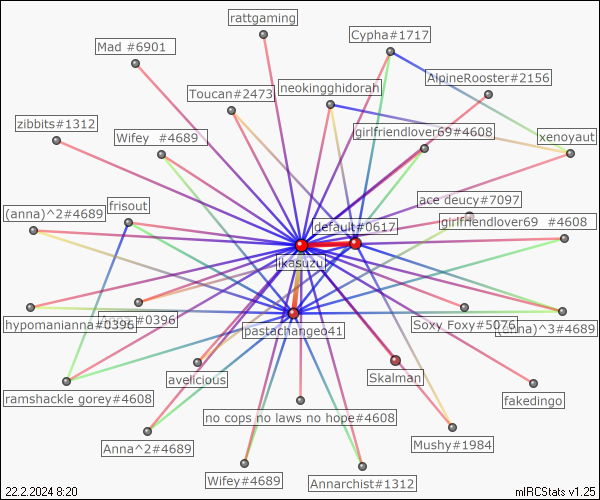 rattgaming
Cypha#1717
Mad #6901
AlpineRooster#2156
neokingghidorah
Toucan#2473
zibbits#1312
Wifey #4689
girlfriendlover69#4608
xenoyaut
ace deucy#7097
frisout
(anna)^2#4689
girlfriendlover69 #4608
default#0617
likasuzu
#0396
hypomanianna#0396
pastachangeo41
Soxy Foxy#5076
(anna)^3#4689
avelicious
Skalman
ramshackle gorey#4608
fakedingo
no cops no laws no hope#4608
Anna^2#4689
Mushy#1984
Wifey#4689
Annarchist#1312
22.2.2024 8:20
mIRCStats v1.25